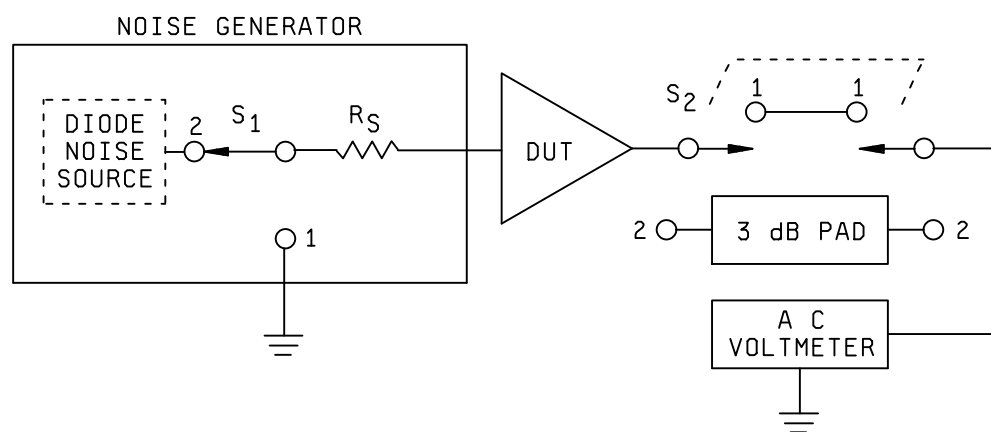 NOISE GENERATOR
DIODE
NOISE
SOURCE
2
S1
RS
1
DUT
S2
1
1
2
3 dB PAD
2
A C
VOLTMETER